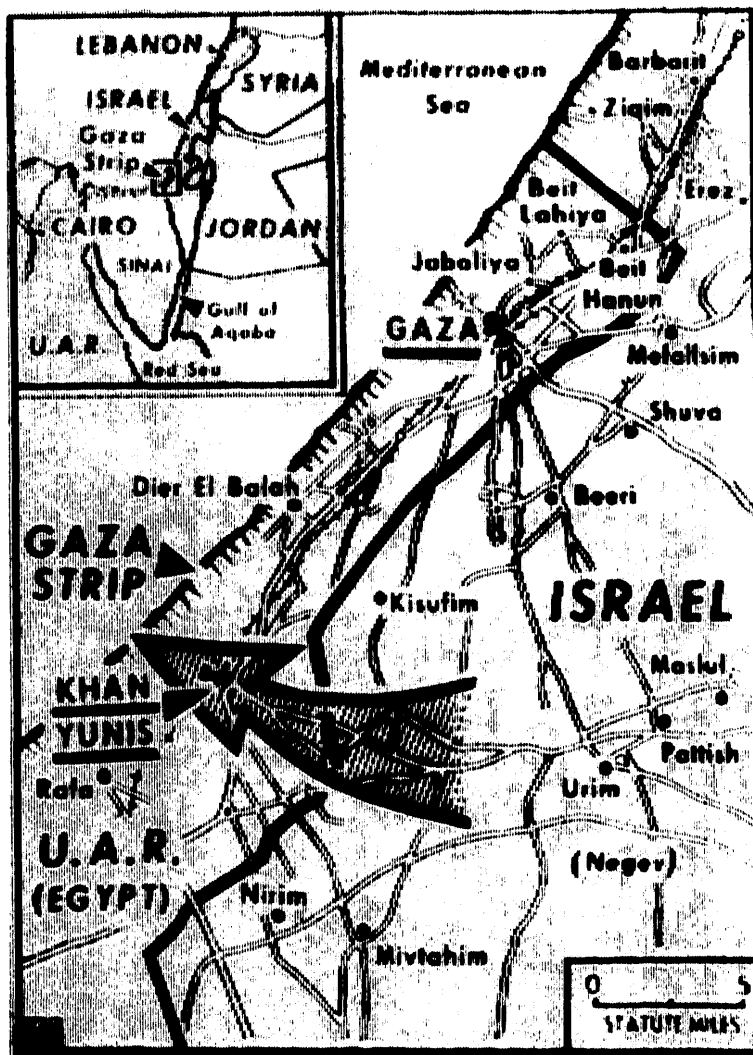 LEBANON
SYRIA
ISRAEL
Gaza
Strip
CAIRO
JORDAN
SINAI
Gulf of
Aqaba
U.A.R.
Red Sea
Mediterranean
Sea
Barbarit
Ziqim
Erez
Beit
Lahiya
Jabaliya
Beit
Hanun
GAZA
Mefallsim
Shuva
Dier El Balah
Beeri
GAZA
STRIP
Kisufim
ISRAEL
Maslul
KHAN
YUNIS
Pattish
Rafa
Urim
U.A.R.
(EGYPT)
(Negev)
Nirim
Mivtahim
0 5
STATUTE MILES